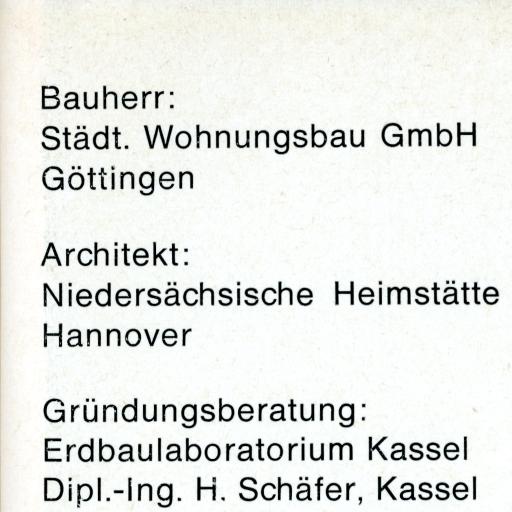 Bauherr:
Städt. Wohnungsbau GmbH
Göttingen
Architekt:
Niedersächsische Heimstätte
Hannover
Gründungsberatung:
Erdbaulaboratorium Kassel
Dipl.-Ing. H. Schäfer, Kassel